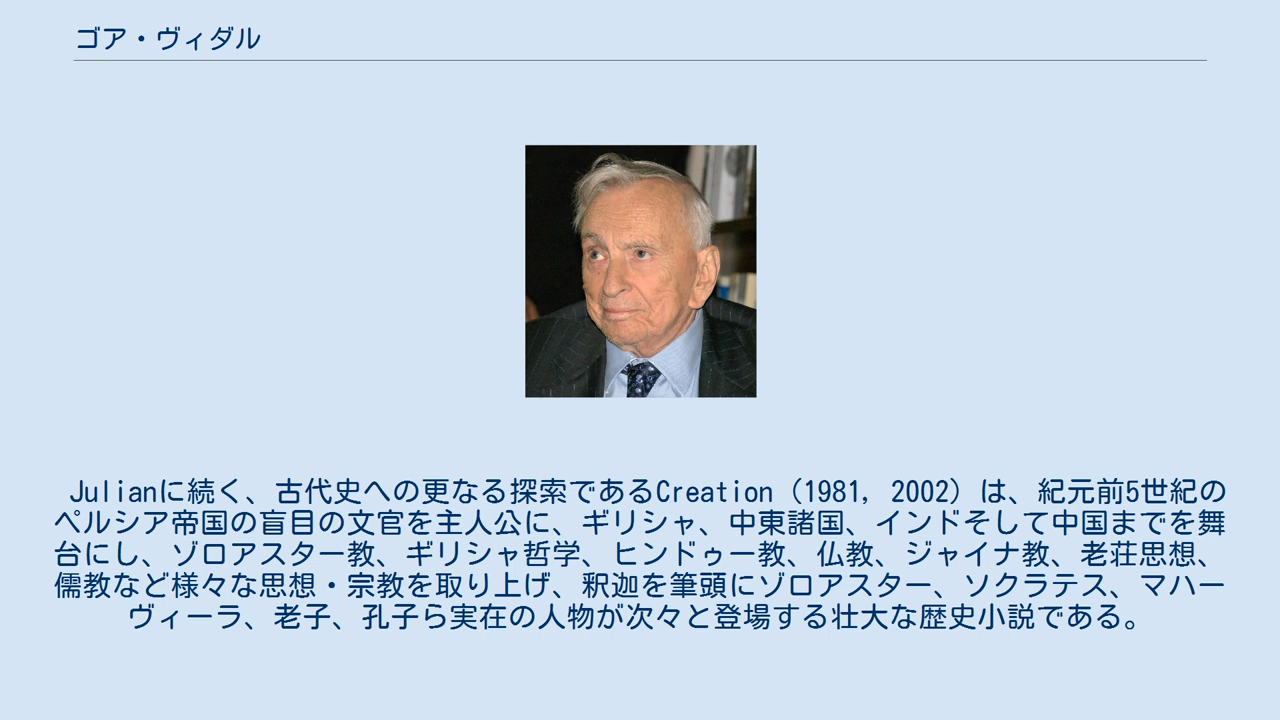 ゴア・ヴィダル
Julianに続く、古代史への更なる探索であるCreation（1981, 2002）は、紀元前5世紀の
ペルシア帝国の盲目の文官を主人公に、ギリシャ、中東諸国、インドそして中国までを舞
台にし、ゾロアスター教、ギリシャ哲学、ヒンドゥー教、仏教、ジャイナ教、老荘思想、
儒教など様々な思想・宗教を取り上げ、釈迦を筆頭にゾロアスター、ソクラテス、マハー
ヴィーラ、老子、孔子ら実在の人物が次々と登場する壮大な歴史小説である。